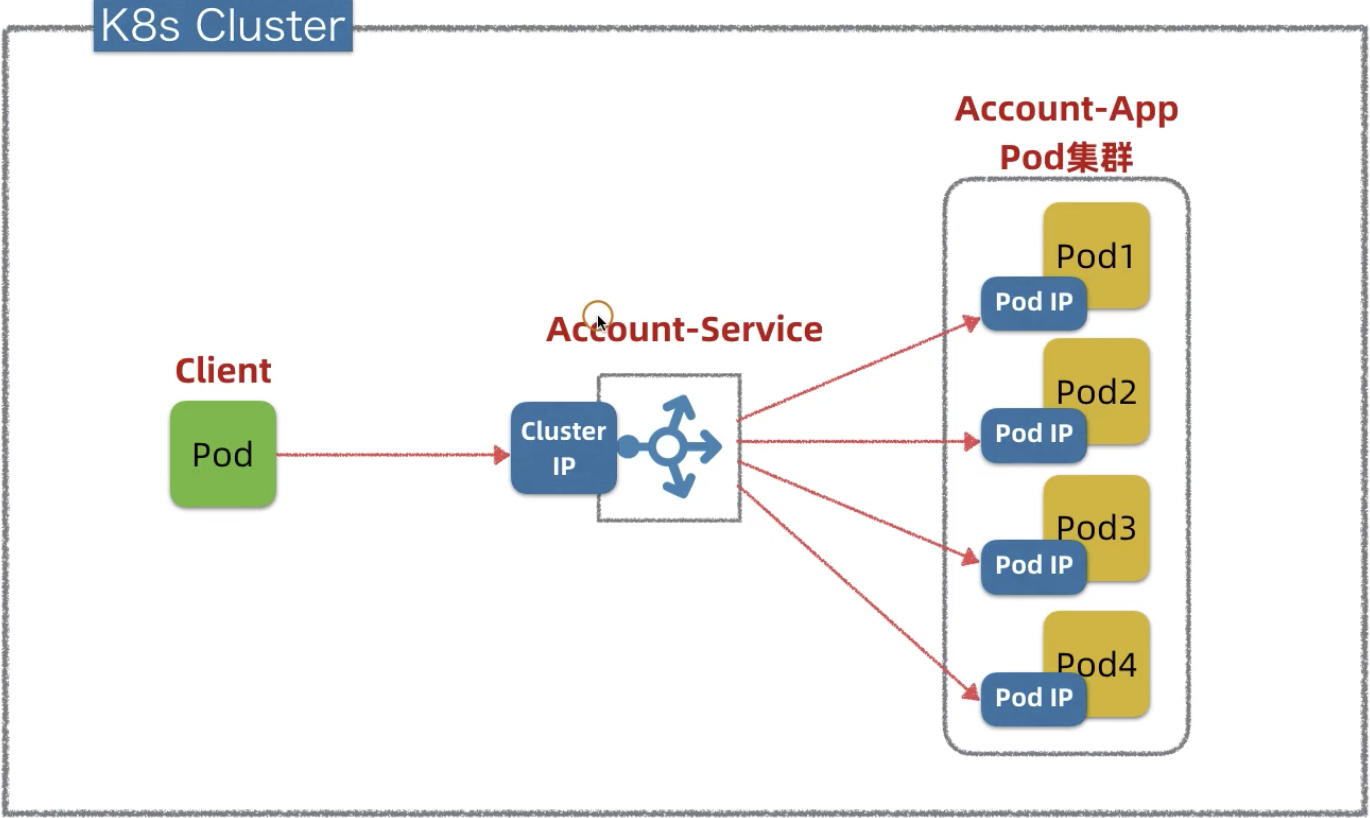 K8s Cluster
Account-App
Pod集群
Pod1
Pod IP
Account-Service
Pod2
Client
Cluster
IP
Pod IP
Pod
Pod3
Pod IP
Pod4
Pod IP